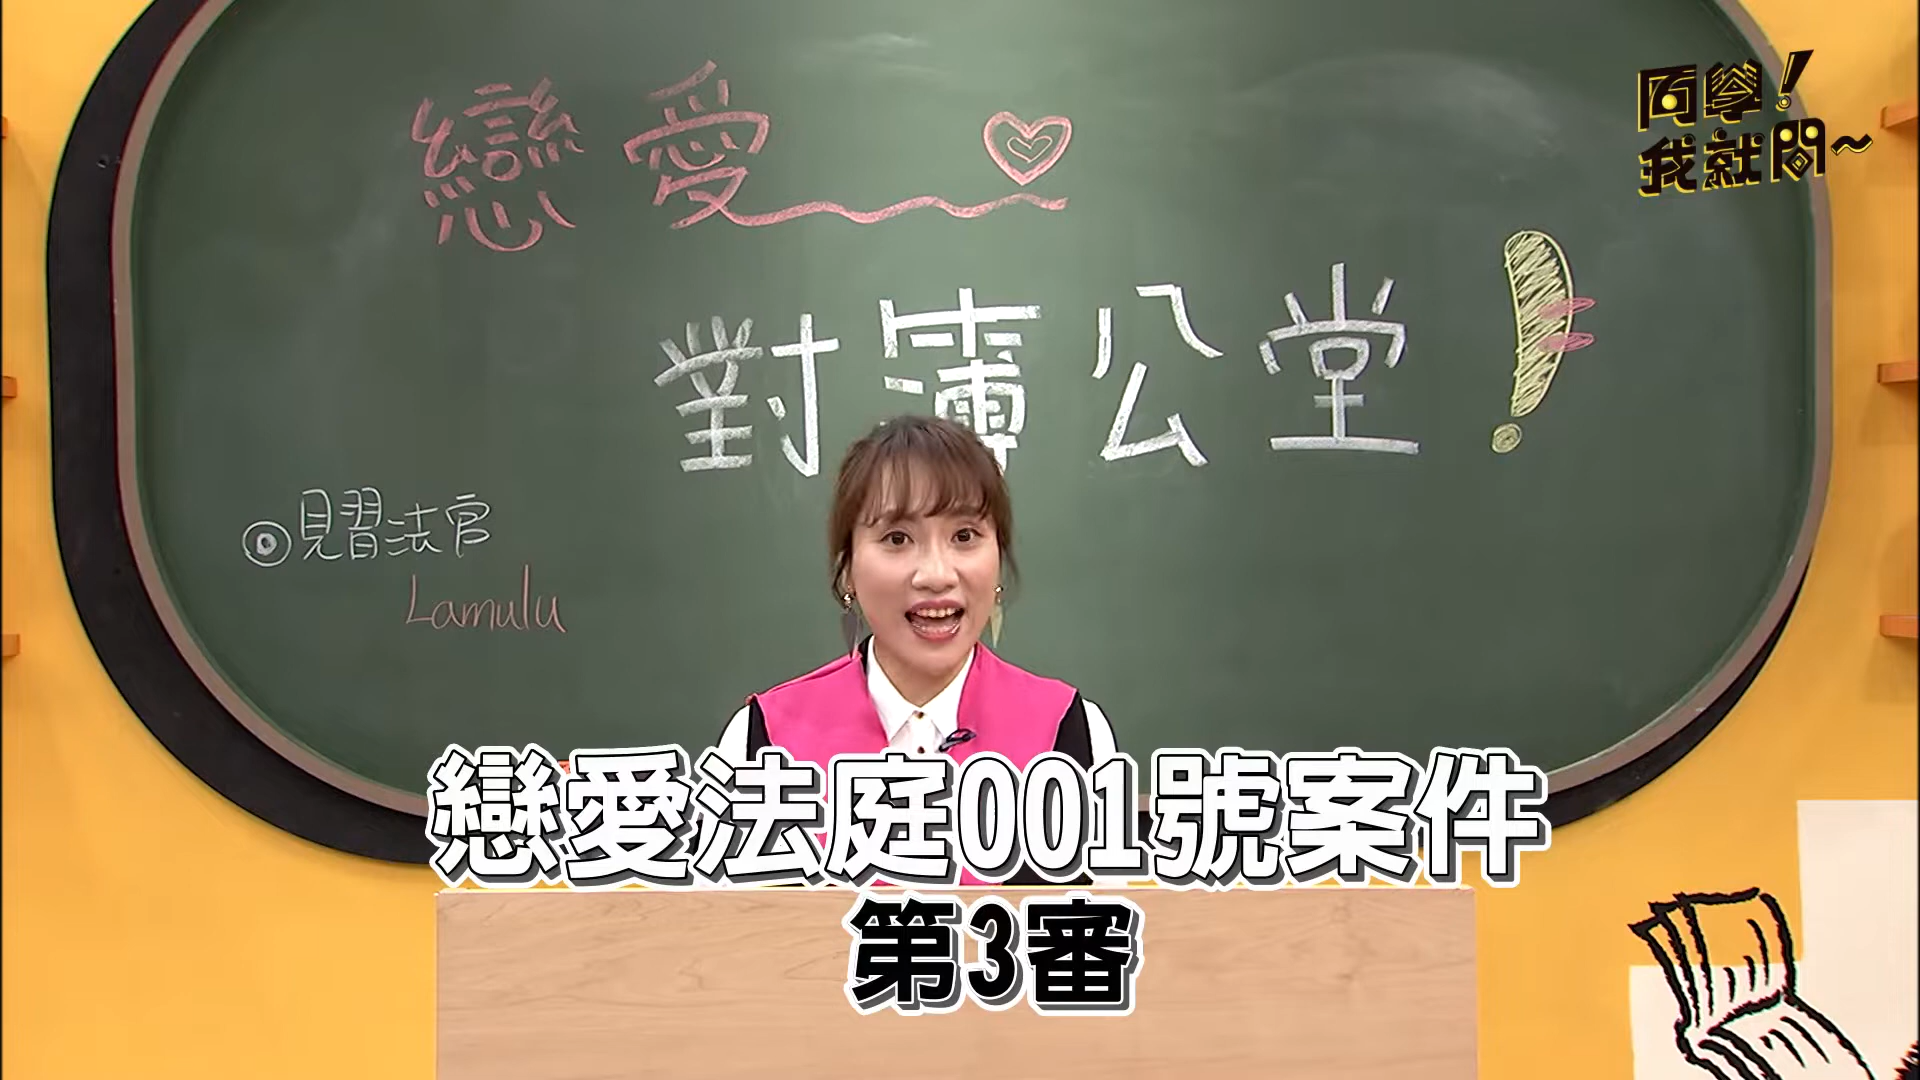 同學！
我就問～
戀愛
對簿公堂！
◎見習法官
Lamulu
戀愛法庭001號案件
第3審